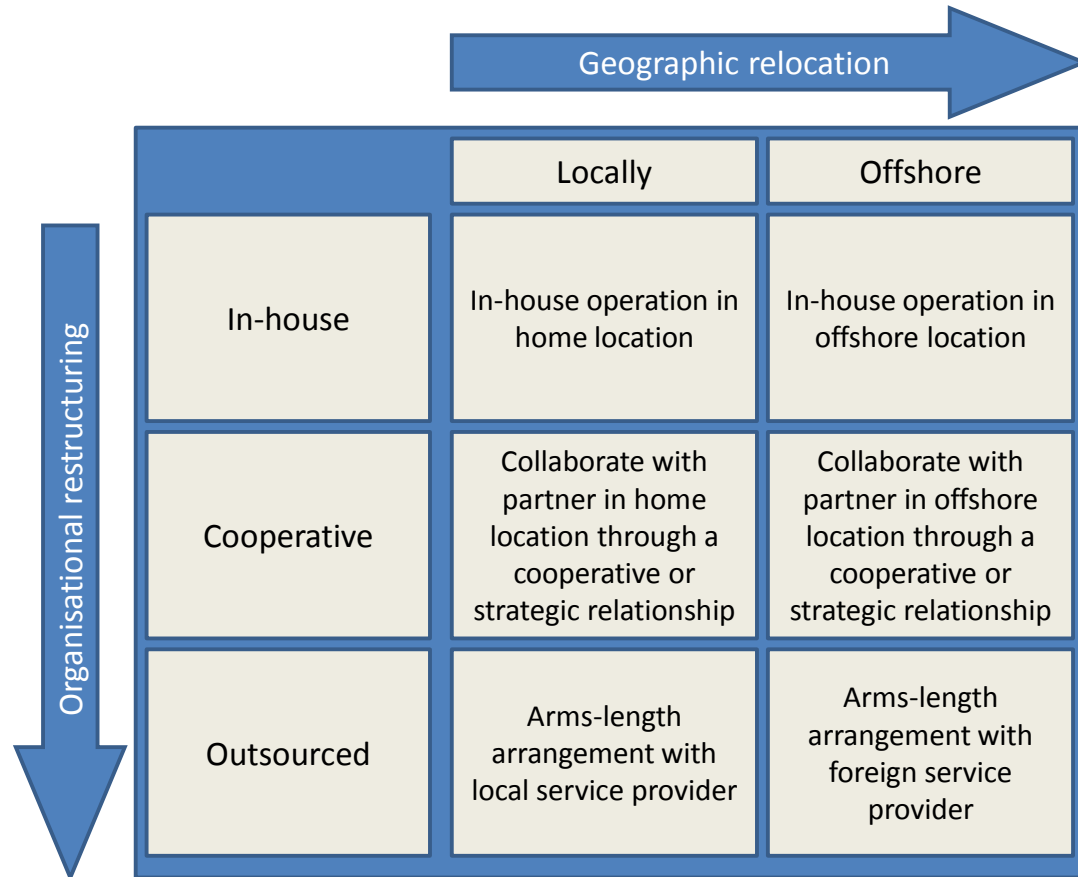 Geographic relocation
Locally
Offshore
Organisational restructuring
In-house
In-house operation in
home location
In-house operation in
offshore location
Cooperative
Collaborate with
partner in home
location through a
cooperative or
strategic relationship
Collaborate with
partner in offshore
location through a
cooperative or
strategic relationship
Outsourced
Arms-length
arrangement with
local service provider
Arms-length
arrangement with
foreign service
provider